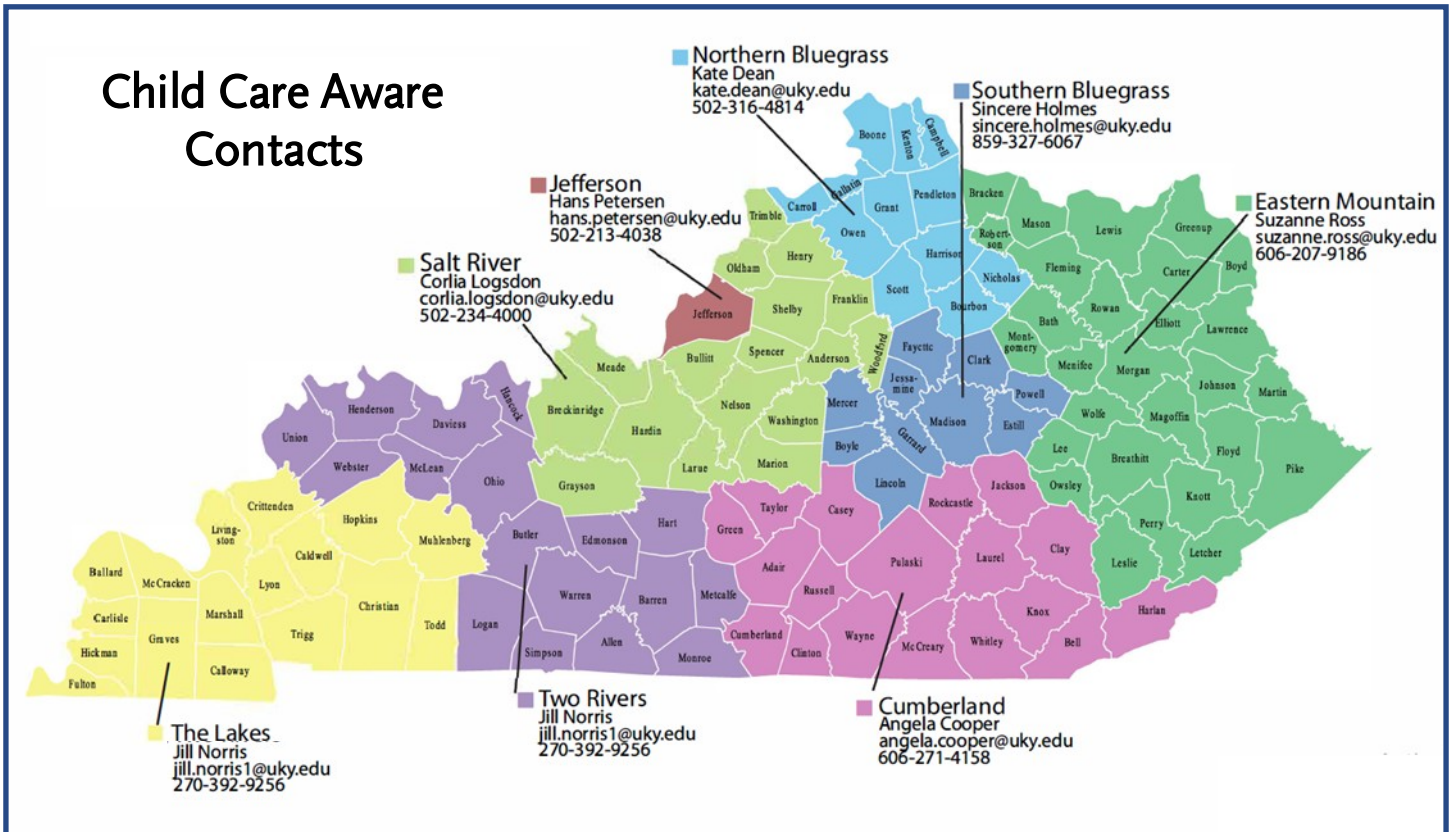 Child Care Aware
Contacts
Northern Bluegrass
Kate Dean
kate.dean@uky.edu
502-316-4814
Southern Bluegrass
Sincere Holmes
sincere.holmes@uky.edu
859-327-6067
Jefferson
Hans Petersen
hans.petersen@uky.edu
502-213-4038
Eastern Mountain
Suzanne Ross
suzanne.ross@uky.edu
606-207-9186
Salt River
Corlia Logsdon
corlia.logsdon@uky.edu
502-234-4000
Boone
Kenton
Campbell
Carroll
Gallatin
Grant
Pendleton
Owen
Harrison
Scott
Nicholas
Bourbon
Bracken
Mason
Robert-
son
Lewis
Greenup
Fleming
Carter
Boyd
Rowan
Elliott
Lawrence
Bath
Mont-
gomery
Menifee
Morgan
Johnson
Martin
Wolfe
Magoffin
Lee
Breathitt
Floyd
Pike
Owsley
Knott
Perry
Leslie
Letcher
Trimble
Henry
Oldham
Shelby
Franklin
Jefferson
Bullitt
Spencer
Anderson
Woodford
Meade
Breckinridge
Hardin
Nelson
Washington
Larue
Marion
Grayson
Fayette
Clark
Jessa-
mine
Powell
Mercer
Madison
Estill
Boyle
Garrard
Lincoln
Henderson
Daviess
Hancock
Union
Webster
McLean
Ohio
Butler
Edmonson
Hart
Warren
Barren
Metcalfe
Logan
Simpson
Allen
Monroe
Crittenden
Living-
ston
Hopkins
Muhlenberg
Caldwell
Lyon
Ballard
McCracken
Carlisle
Graves
Marshall
Trigg
Christian
Todd
Hickman
Calloway
Fulton
Green
Taylor
Casey
Rockcastle
Jackson
Adair
Russell
Pulaski
Laurel
Clay
Cumberland
Clinton
Wayne
McCreary
Whitley
Knox
Bell
Harlan
The Lakes
Jill Norris
jill.norris1@uky.edu
270-392-9256
Two Rivers
Jill Norris
jill.norris1@uky.edu
270-392-9256
Cumberland
Angela Cooper
angela.cooper@uky.edu
606-271-4158